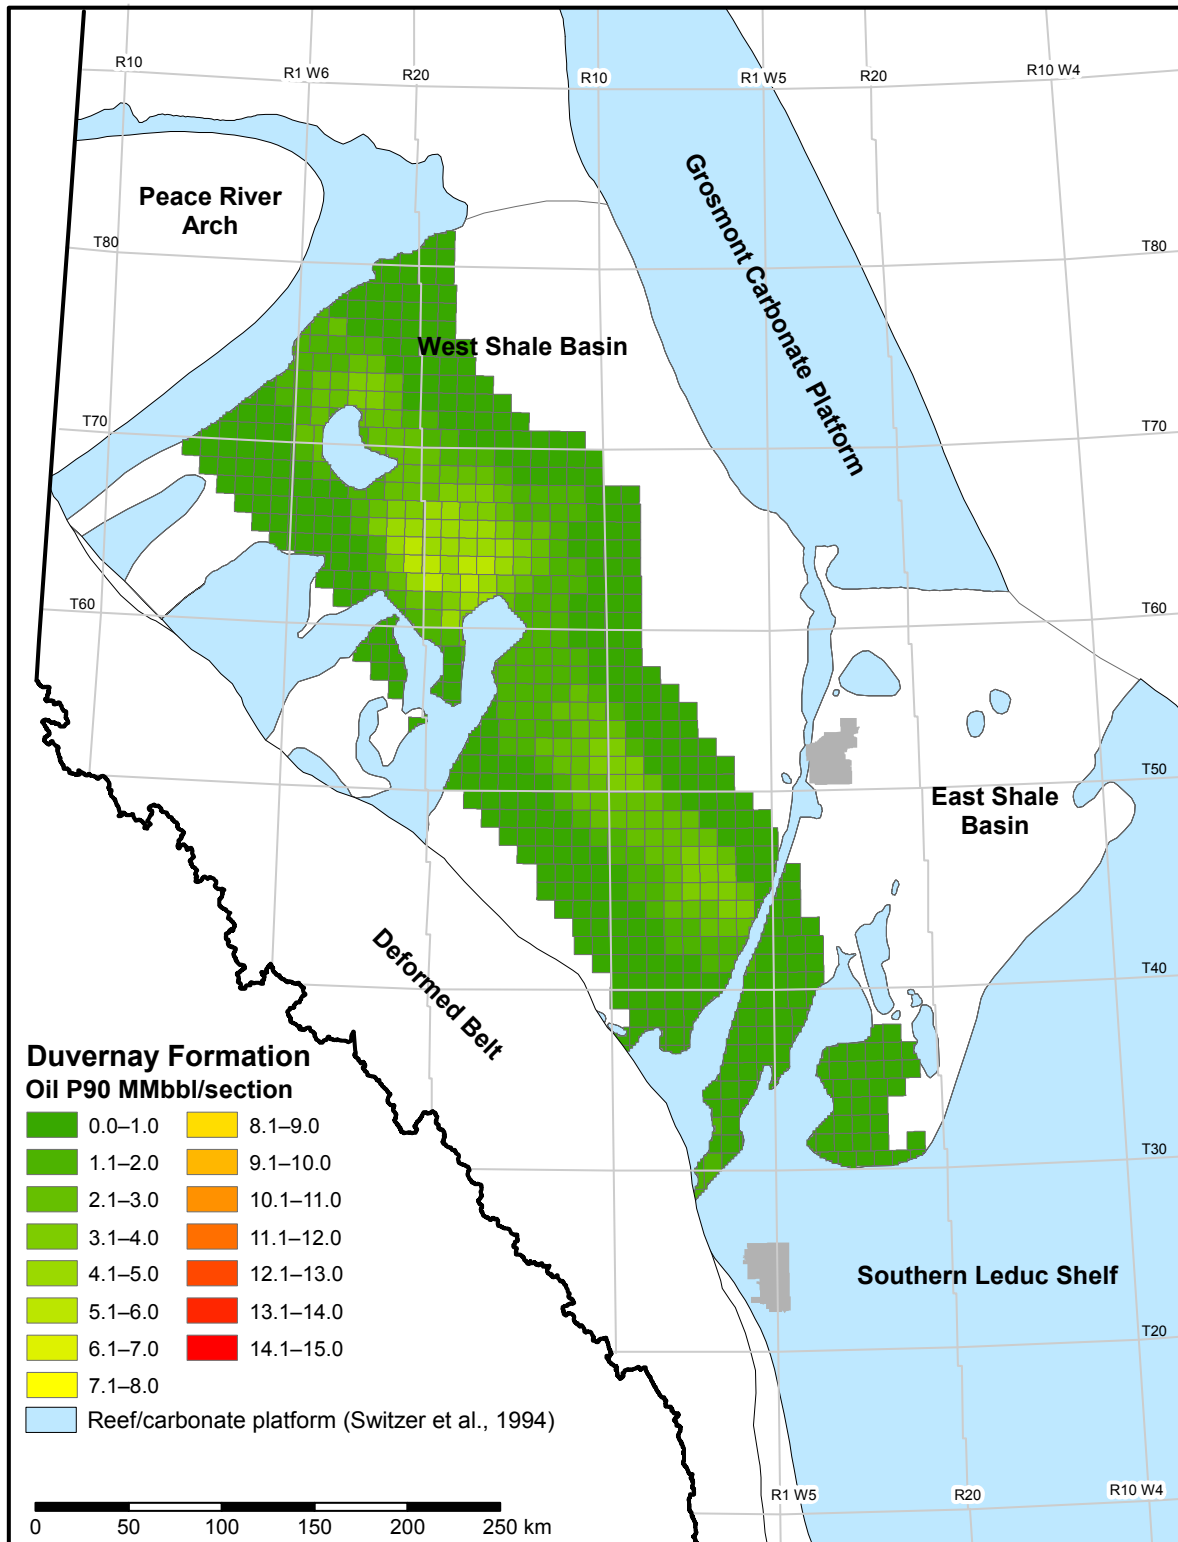 R10
R1 W6
R20
R10
R1 W5
R20
R10 W4
Peace River
Arch
Grosmont Carbonate Platform
T80
T80
West Shale Basin
T70
T70
T60
T60
T50
East Shale
Basin
Deformed Belt
T40
T30
Southern Leduc Shelf
T20
Duvernay Formation
Oil P90 MMbbl/section
0.0–1.0
1.1–2.0
2.1–3.0
3.1–4.0
4.1–5.0
5.1–6.0
6.1–7.0
7.1–8.0
8.1–9.0
9.1–10.0
10.1–11.0
11.1–12.0
12.1–13.0
13.1–14.0
14.1–15.0
Reef/carbonate platform (Switzer et al., 1994)
R1 W5
R20
R10 W4
0 50 100 150 200 250 km